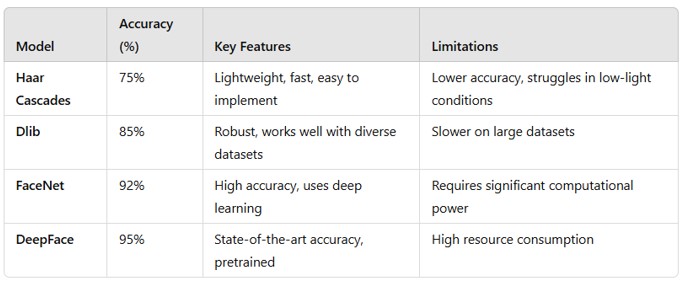 Model Accuracy (%) Key Features Limitations
Haar Cascades 75% Lightweight, fast, easy to implement Lower accuracy, struggles in low-light conditions
Dlib 85% Robust, works well with diverse datasets Slower on large datasets
FaceNet 92% High accuracy, uses deep learning Requires significant computational power
DeepFace 95% State-of-the-art accuracy, pretrained High resource consumption